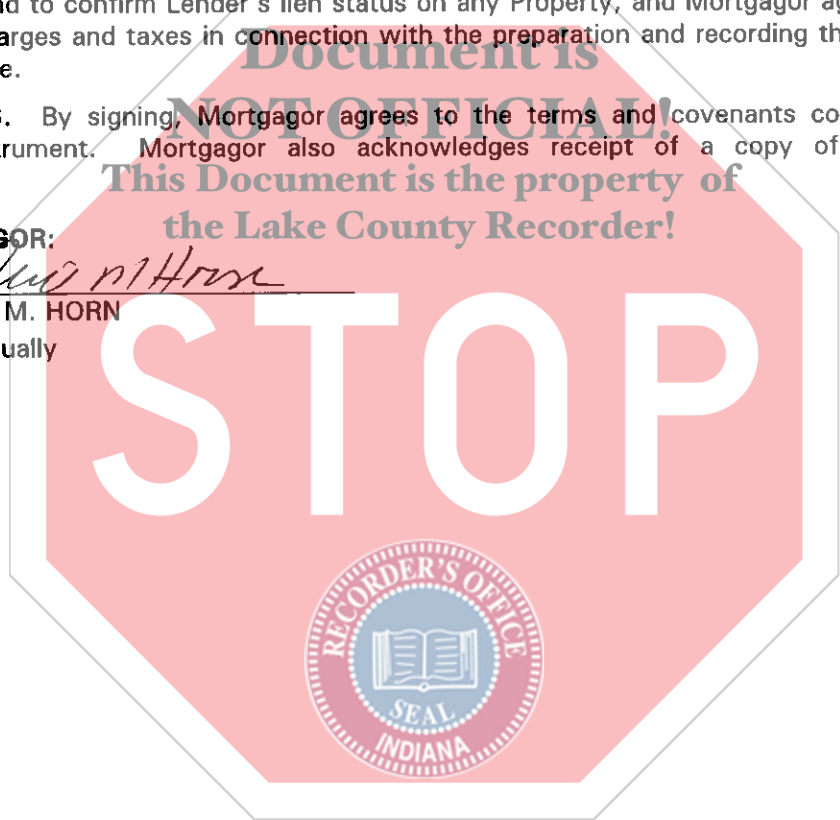 nd to confirm Lender's lien status on any Property, and Mortgagor ag
arges and taxes in connection with the preparation and recording th
e.
Document is
NOT OFFICIAL!
. By signing, Mortgagor agrees to the terms and covenants co
rument. Mortgagor also acknowledges receipt of a copy of
This Document is the property of
the Lake County Recorder!
GOR:
M Horn
M. HORN
ually
STOP
RECORDER'S OFFICE
SEAL
INDIANA